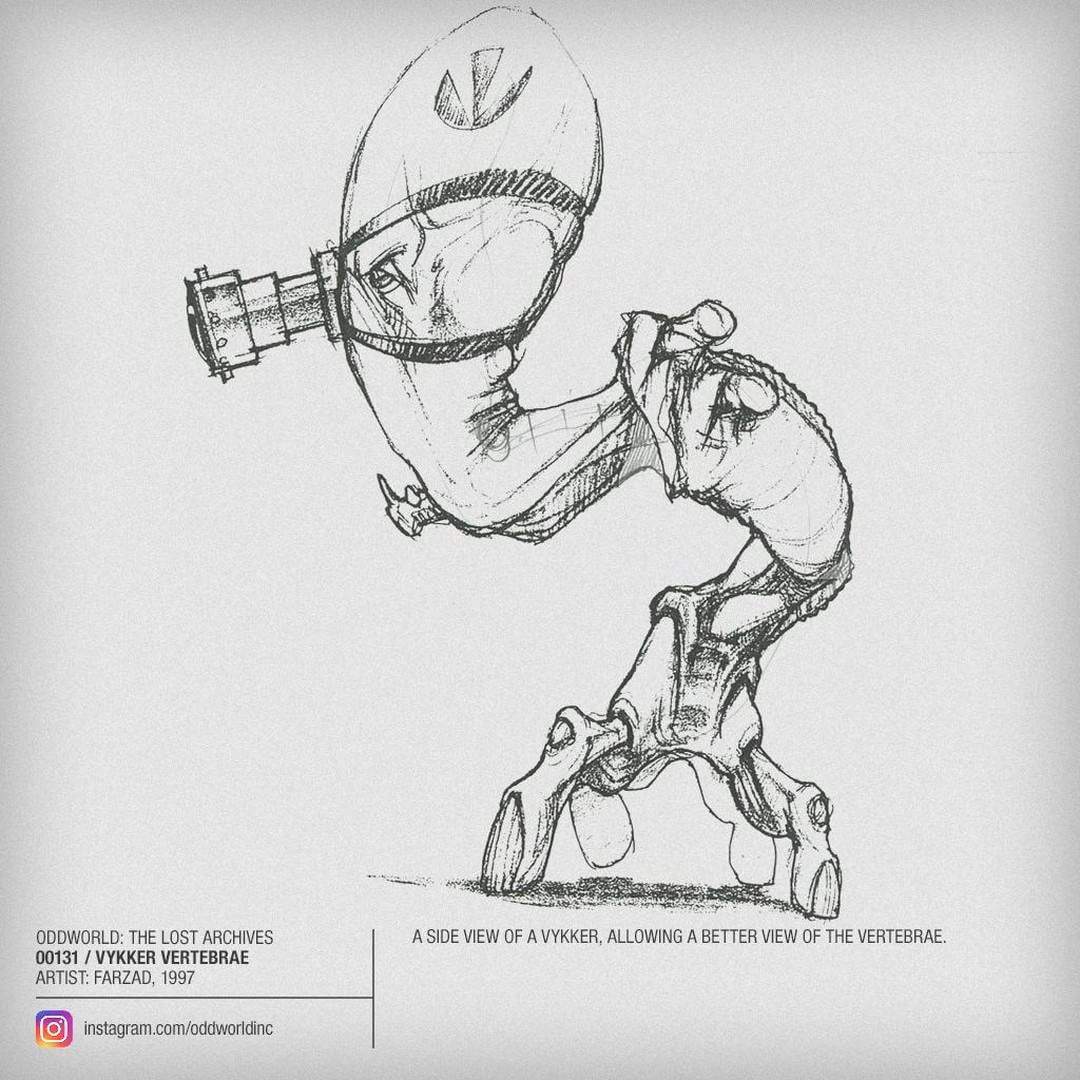 ODDWORLD: THE LOST ARCHIVES
00131 / VYKKER VERTEBRAE
ARTIST: FARZAD, 1997
instagram.com/oddworldinc
A SIDE VIEW OF A VYKKER, ALLOWING A BETTER VIEW OF THE VERTEBRAE.